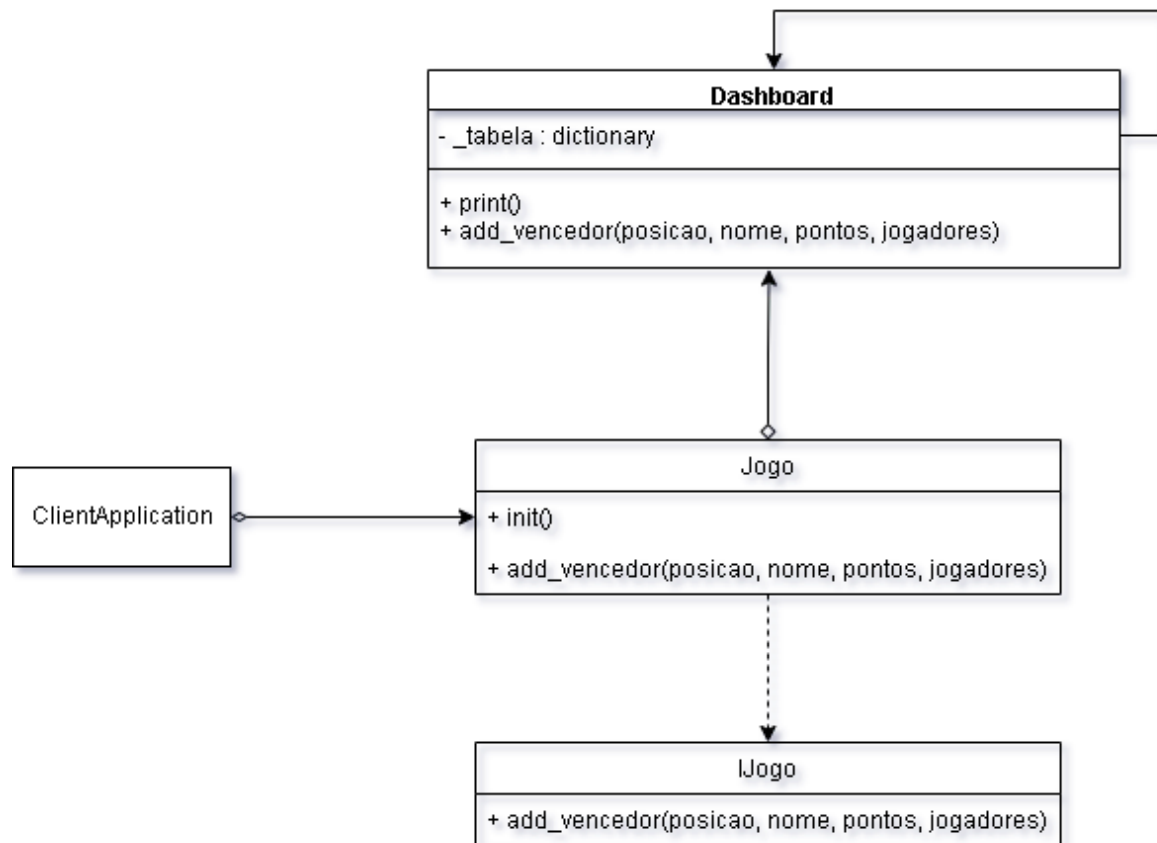 Dashboard
- _tabela : dictionary
+ print()
+ add_vencedor(posicao, nome, pontos, jogadores)
Jogo
ClientApplication
+ init()
+ add_vencedor(posicao, nome, pontos, jogadores)
IJogo
+ add_vencedor(posicao, nome, pontos, jogadores)